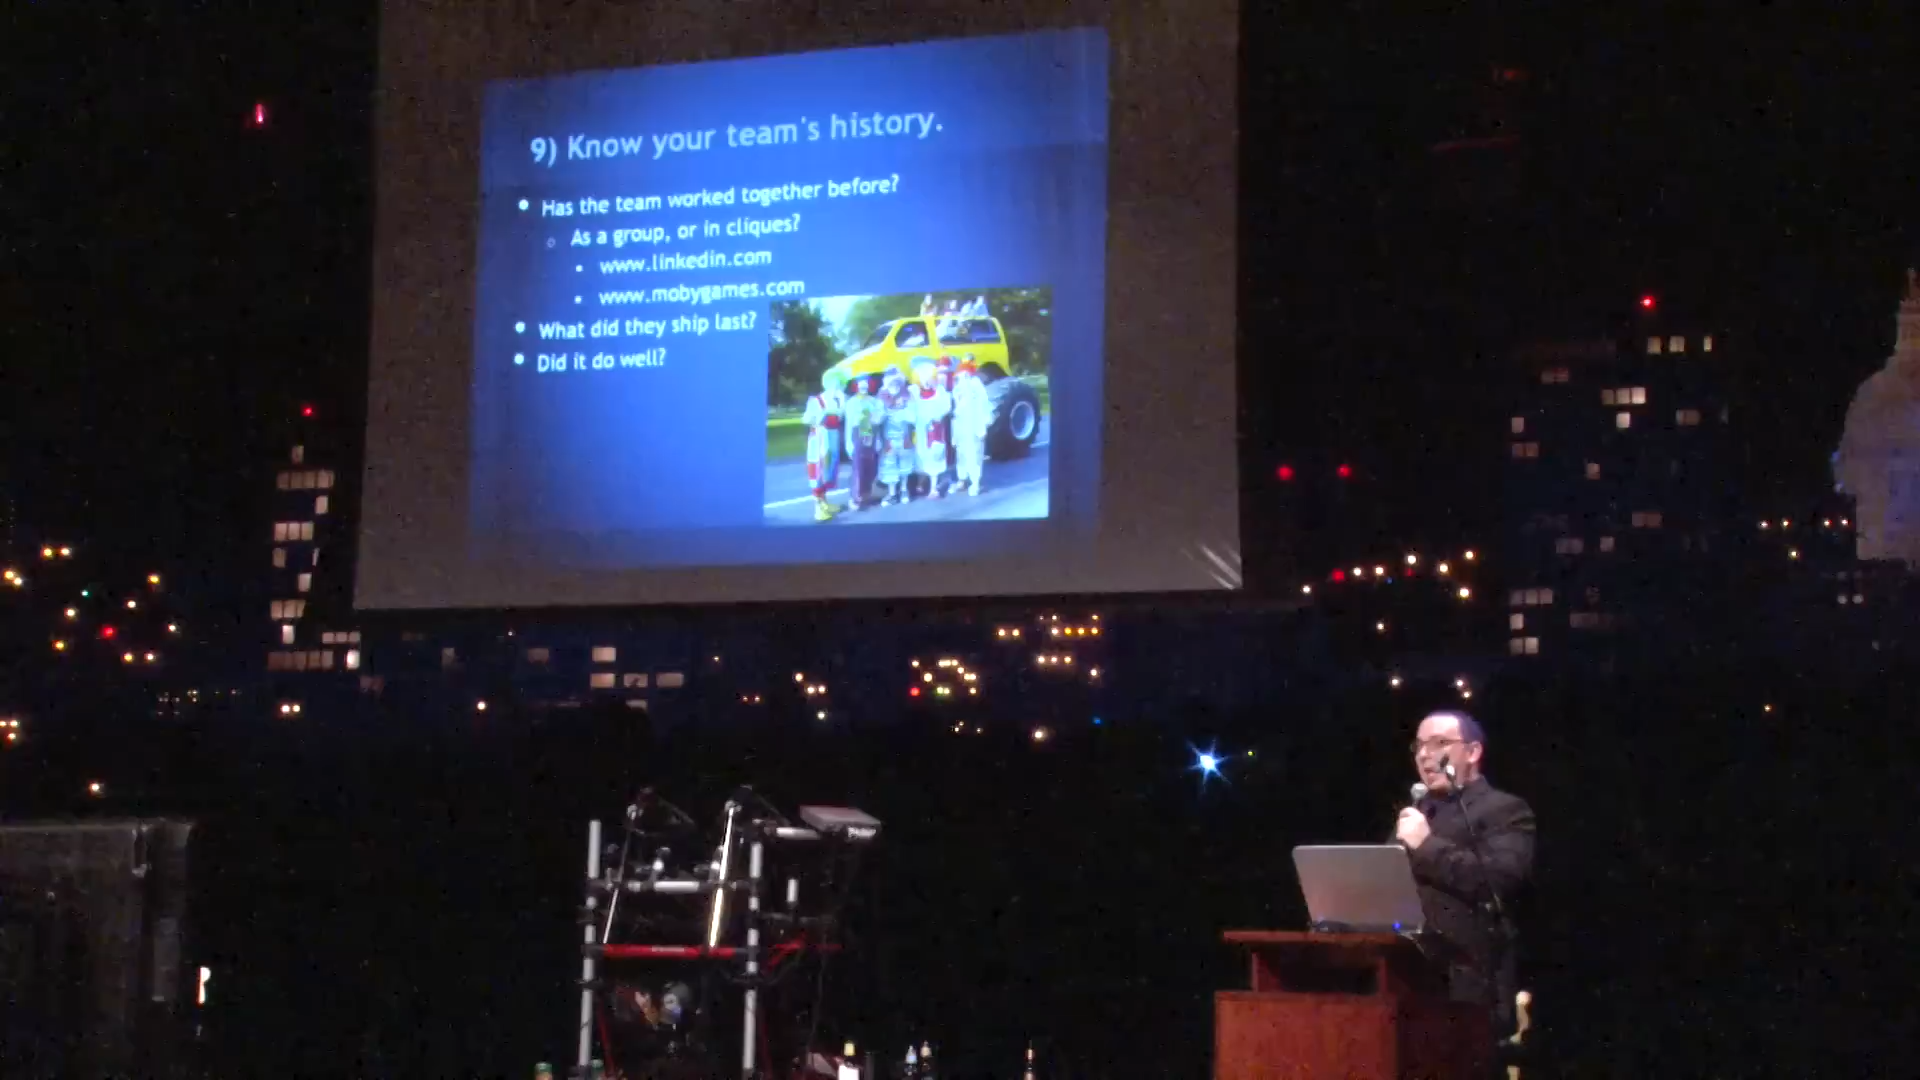 9) Know your team's history.
Has the team worked together before?
As a group, or in cliques?
www.linkedin.com
www.mobygames.com
What did they ship last?
Did it do well?